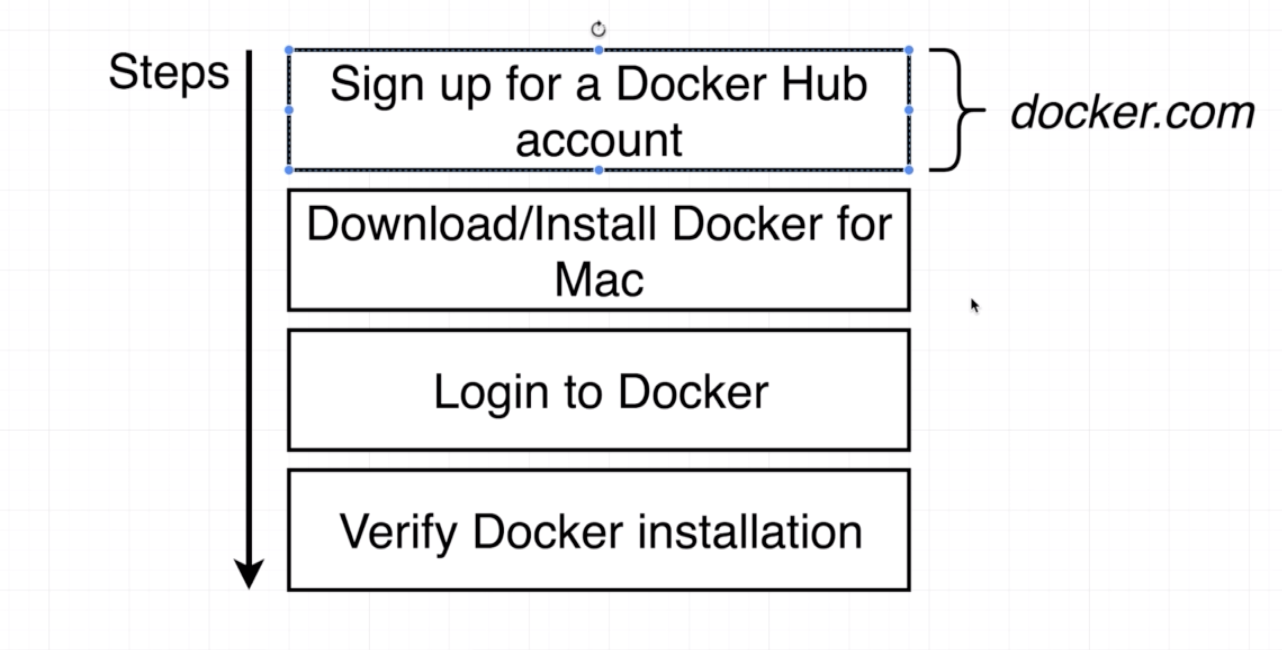 Steps
Sign up for a Docker Hub
account
docker.com
Download/Install Docker for
Mac
Login to Docker
Verify Docker installation